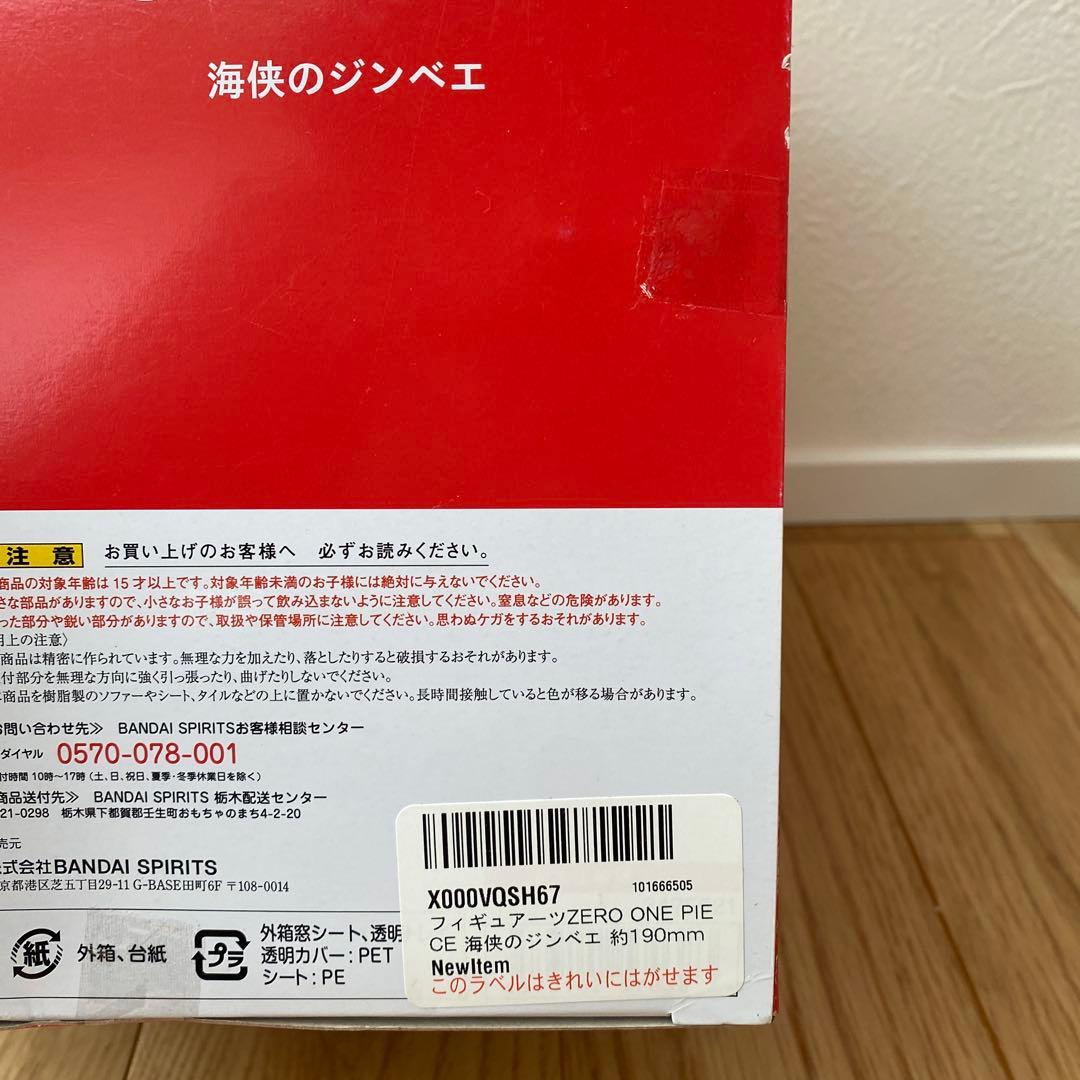 海侠のジンベエ
注意 お買い上げのお客様へ 必ずお読みください。
商品の対象年齢は15才以上です。対象年齢未満のお子様には絶対に与えないでください。
さな部品がありますので、小さなお子様が誤って飲み込まないように注意してください。窒息などの危険があります。
った部分や鋭い部分がありますので、取扱や保管場所に注意してください。思わぬケガをするおそれがあります。
用上の注意〉
商品は精密に作られています。無理な力を加えたり、落としたりすると破損するおそれがあります。
付部分を無理な方向に強く引っ張ったり、曲げたりしないでください。
商品を樹脂製のソファーやシート、タイルなどの上に置かないでください。長時間接触していると色が移る場合があります。
お問い合わせ先≫ BANDAI SPIRITSお客様相談センター
ダイヤル 0570-078-001
付時間 10時~17時(土、日、祝日、夏季・冬季休業日を除く)
商品送付先≫ BANDAI SPIRITS 栃木配送センター
21-0298 栃木県下都賀郡壬生町おもちゃのまち4-2-20
売元
式会社BANDAI SPIRITS
京都港区芝五丁目29-11 G-BASE田町6F 〒108-0014
紙 外箱、台紙
プラ 外箱窓シート、透明
透明カバー:PET
シート:PE
X000VQSH67 101666505
フィギュアーツZERO ONE PIE
CE 海侠のジンベエ 約190mm
NewItem
このラベルはきれいにはがせます